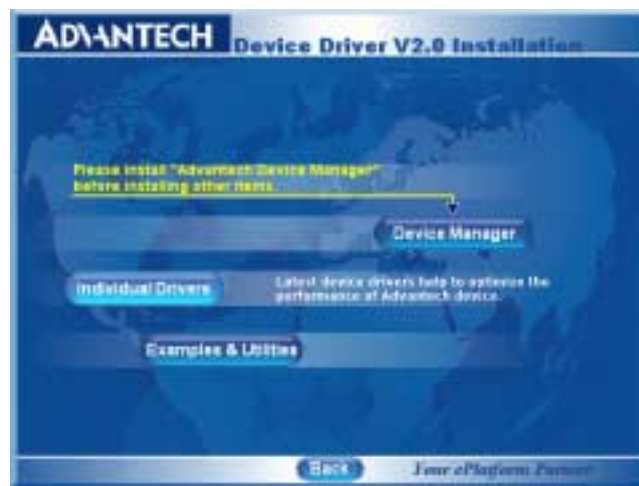 ADVANTECH
Device Driver V2.0 Installation
Please install "Advantech Device Manager"
before installing other items.
Device Manager
Individual Drivers
Latest device drivers help to optimize the
performance of Advantech device.
Examples & Utilities
Back
Your ePlatform Partner